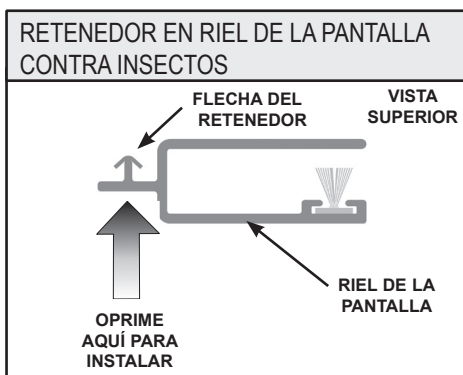 RETENEDOR EN RIEL DE LA PANTALLA
CONTRA INSECTOS
FLECHA DEL
RETENEDOR
VISTA
SUPERIOR
RIEL DE LA
PANTALLA
OPRIME
AQUÍ PARA
INSTALAR